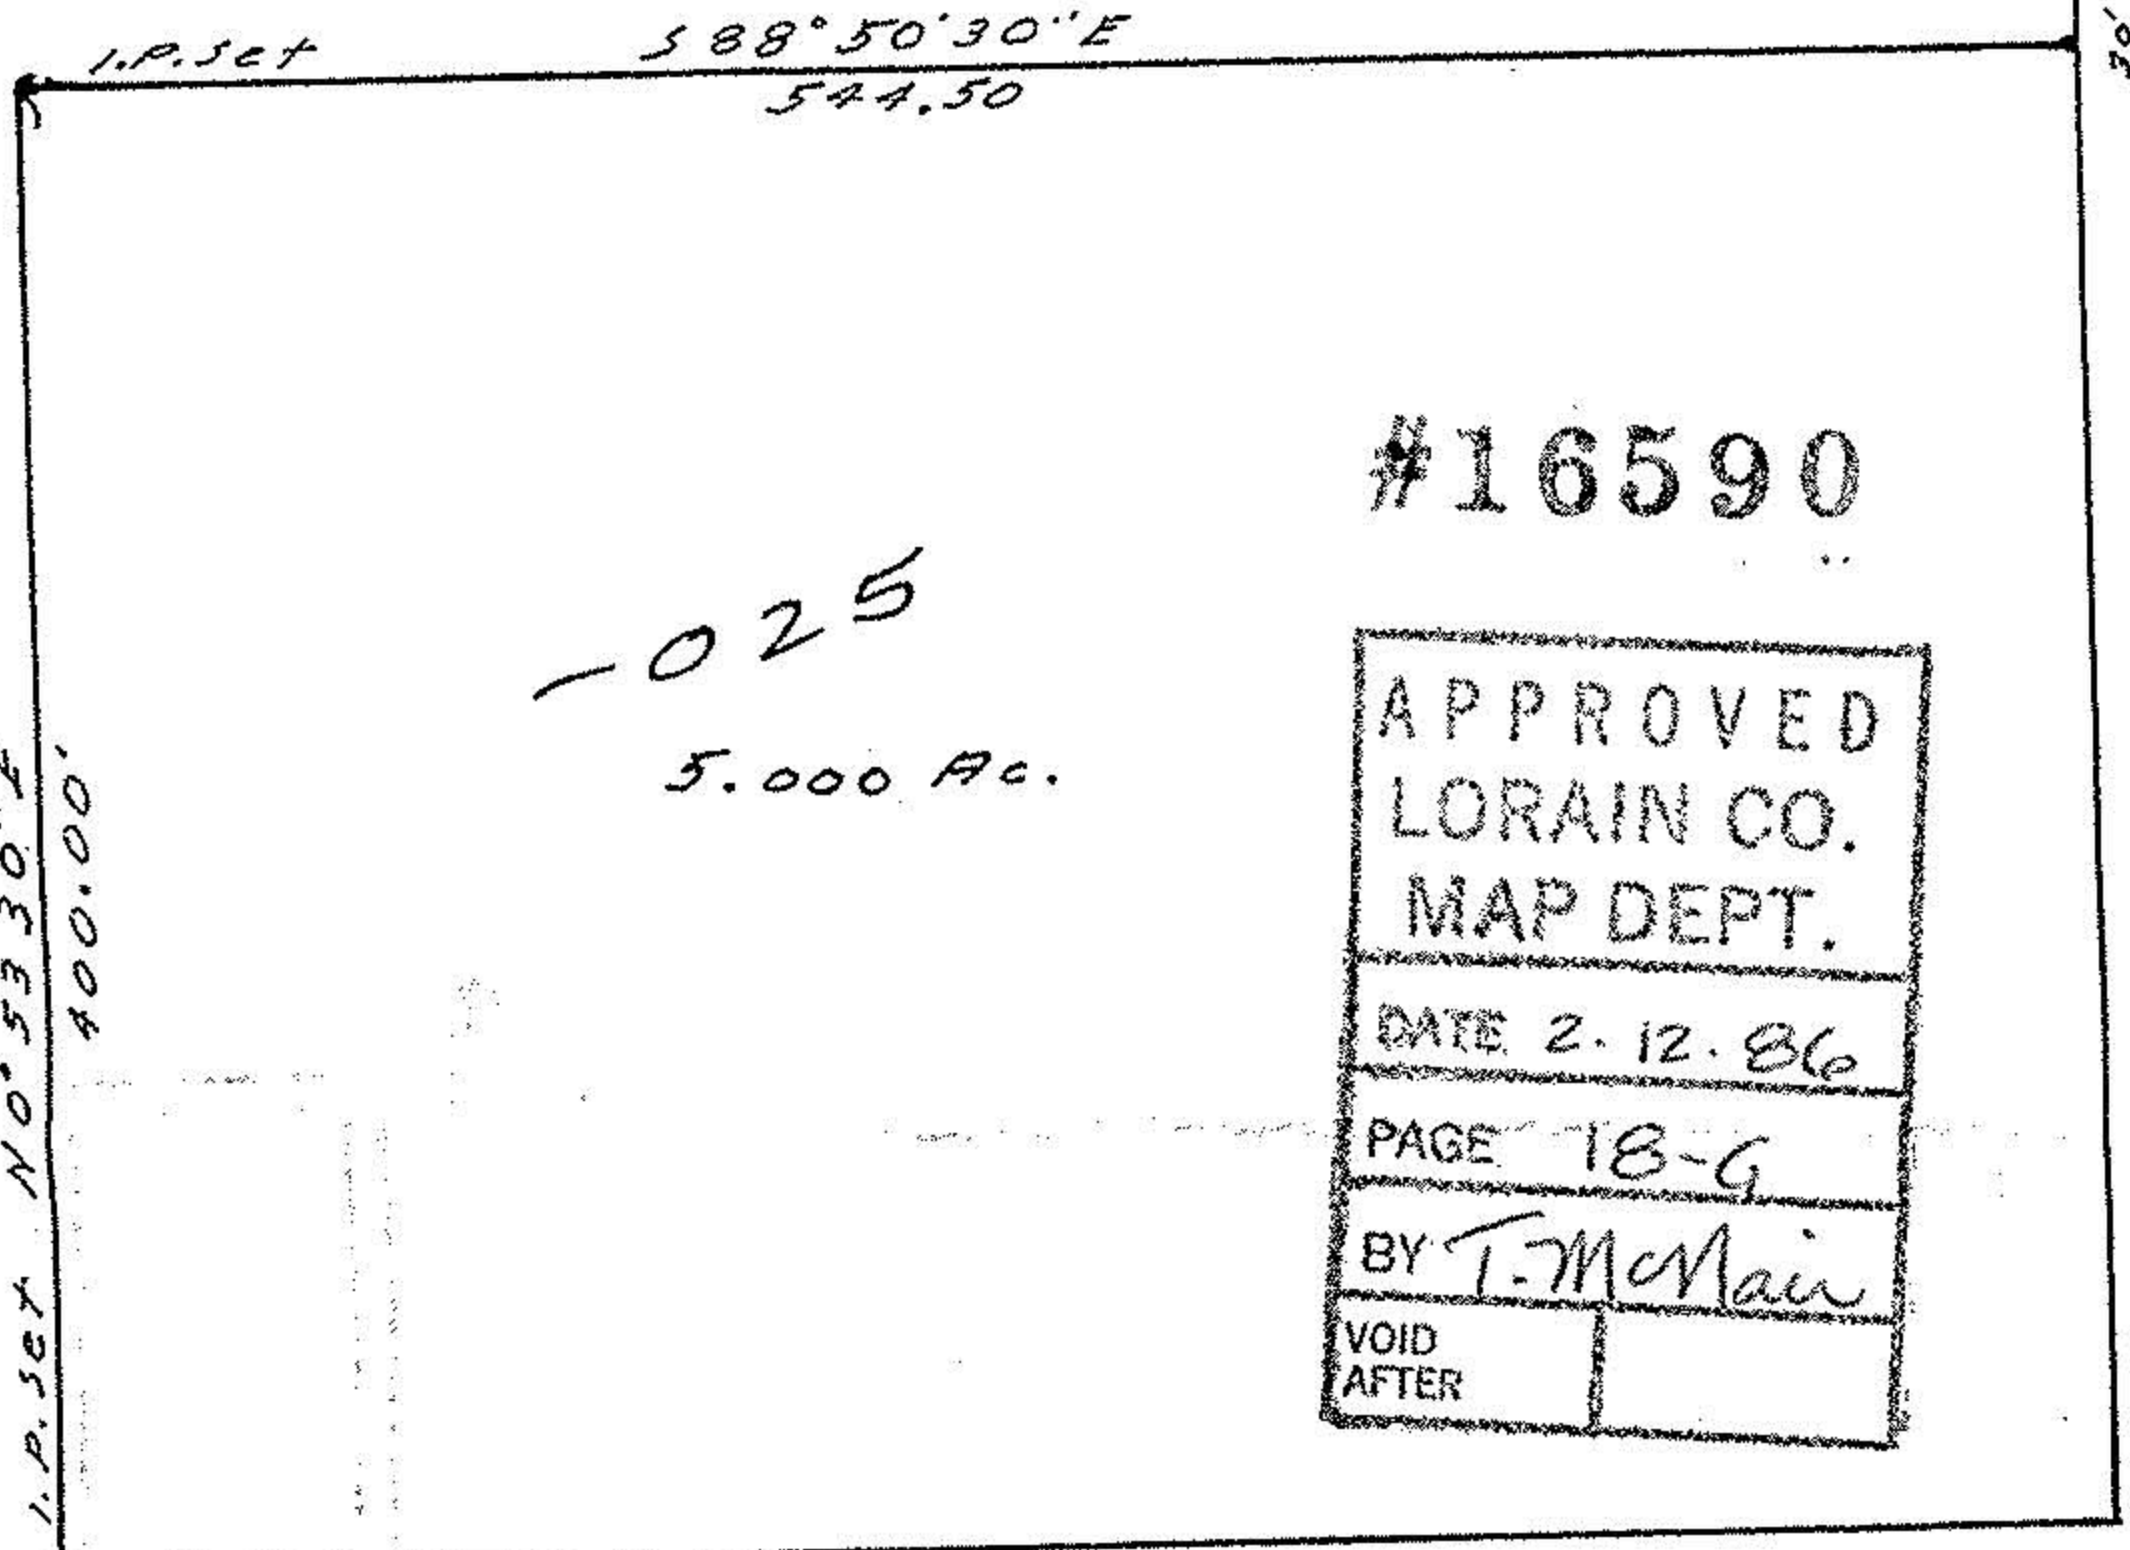 I.P. Set
S 88° 50' 30" E
30'
544.50
#16590
-025
5.000 Ac.
I.P. Set N 0° 53' 30" E
400.00'
APPROVED
LORAIN CO.
MAP DEPT.
DATE 2.12.86
PAGE 18-G
BY T. McNair
VOID
AFTER